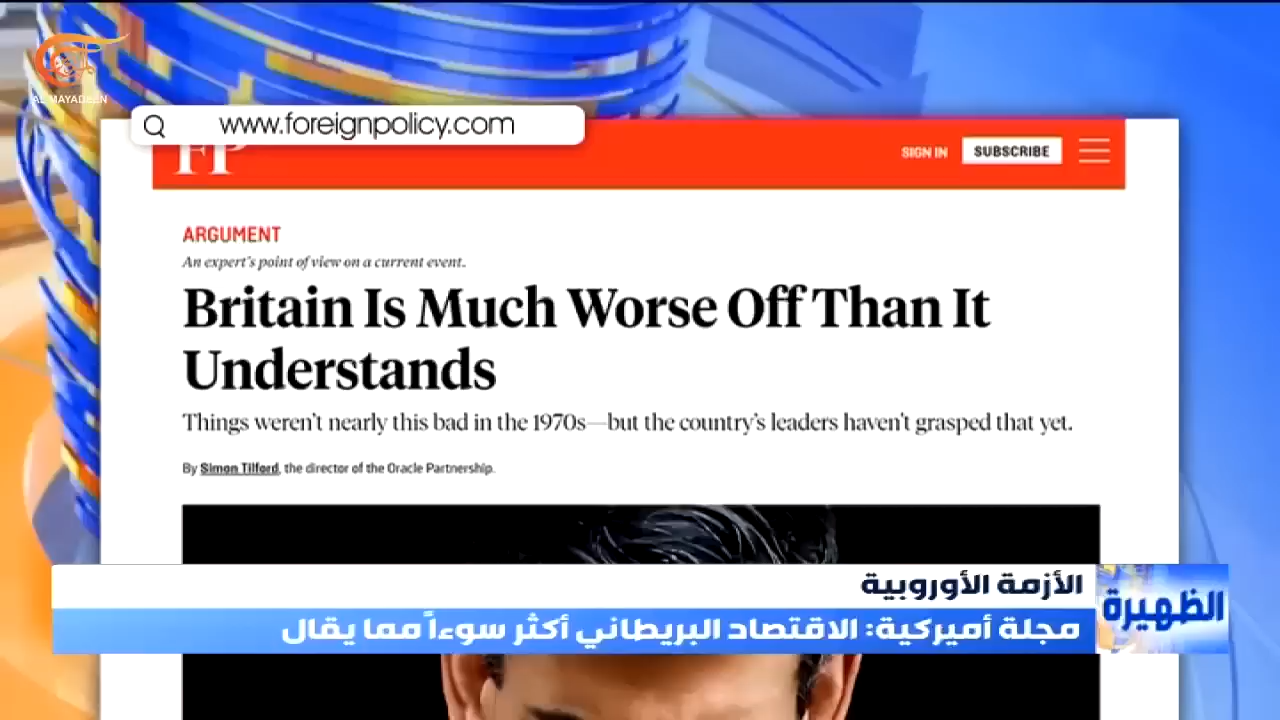 AL MAYADEEN
www.foreignpolicy.com
FP
SIGN IN
SUBSCRIBE
ARGUMENT
An expert's point of view on a current event.
Britain Is Much Worse Off Than It
Understands
Things weren't nearly this bad in the 1970s—but the country's leaders haven't grasped that yet.
By Simon Tilford, the director of the Oracle Partnership.
الأزمة الأوروبية
الظهيرة
مجلة أميركية: الاقتصاد البريطاني أكثر سوءاً مما يقال